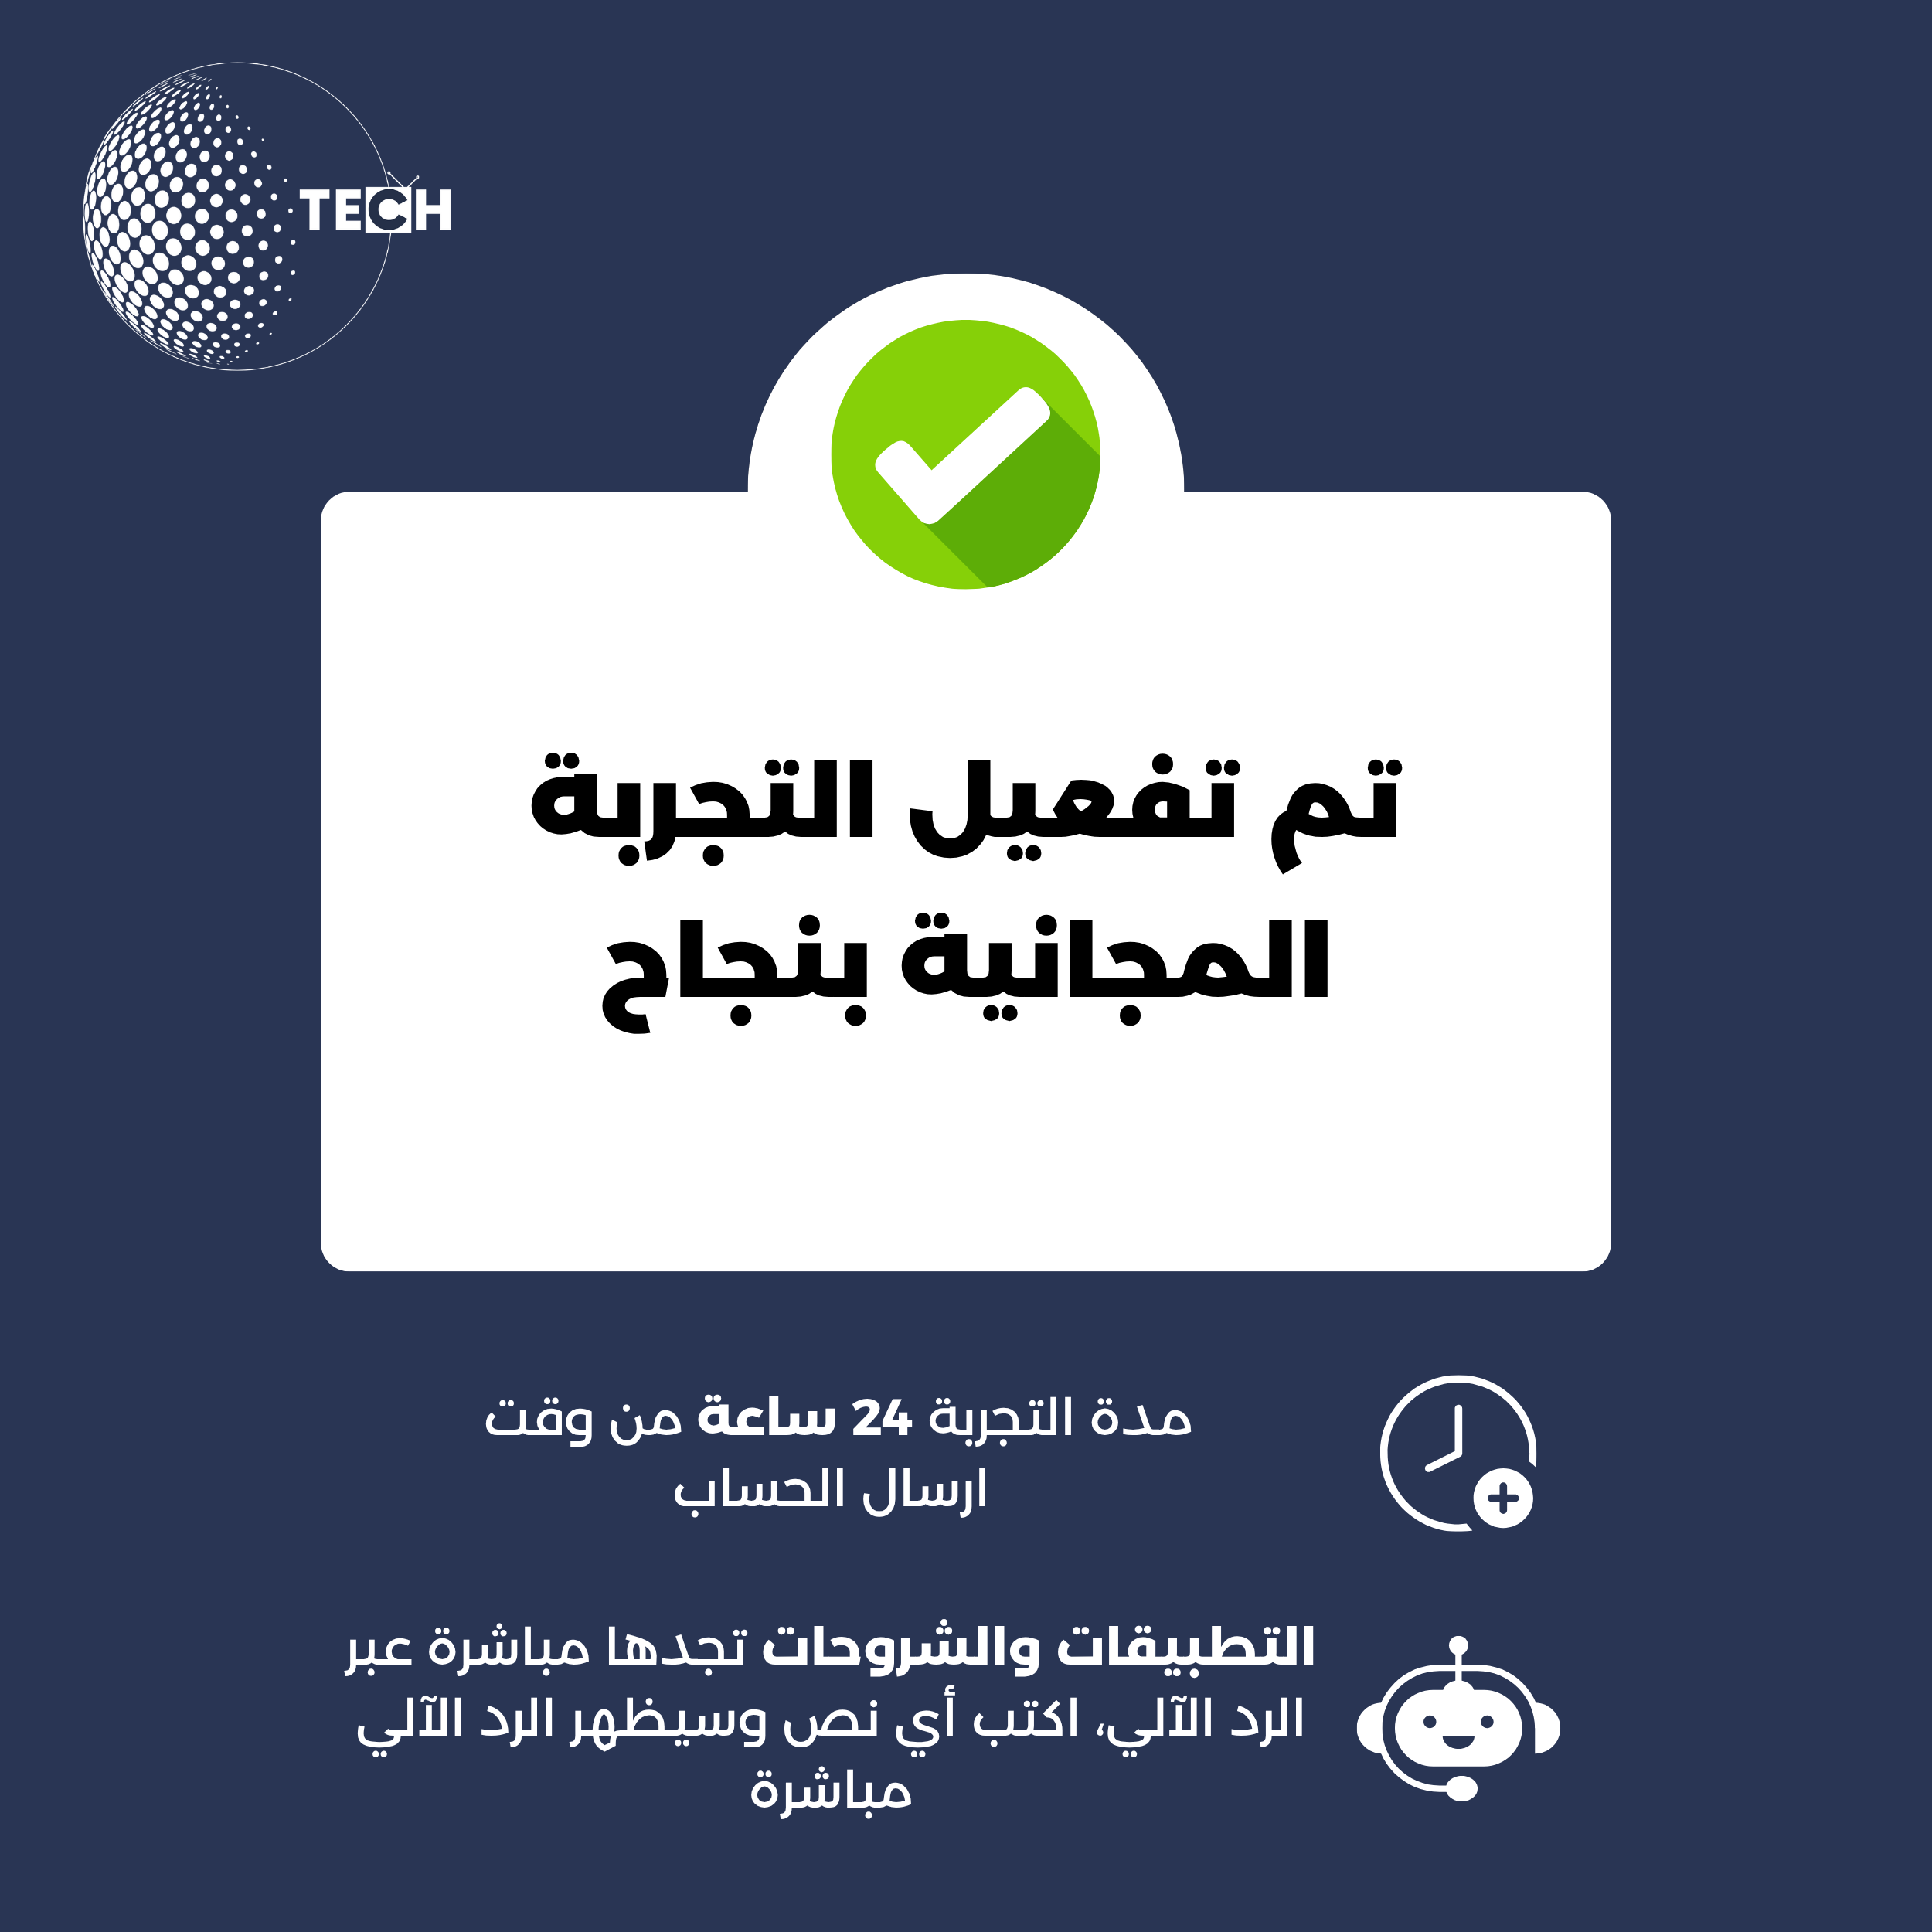 TECH
تم تفعيل التجربة
المجانية بنجاح
مدة التجربة 24 ساعة من وقت
ارسال الحساب
التطبيقات والشروحات تجدها مباشرة عبر
الرد الآلي، اكتب أي نص وسيظهر الرد الآلي
مباشرة